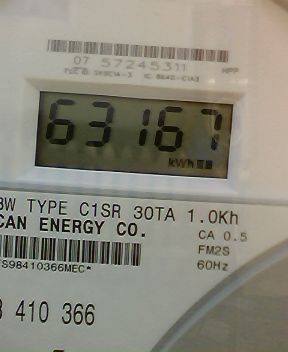 07 57245311
HPP
63167
kWh
3W TYPE C1SR 30TA 1.0Kh
CAN ENERGY CO.
CA 0.5
FM2S
60Hz
S98410366MEC*
410 366